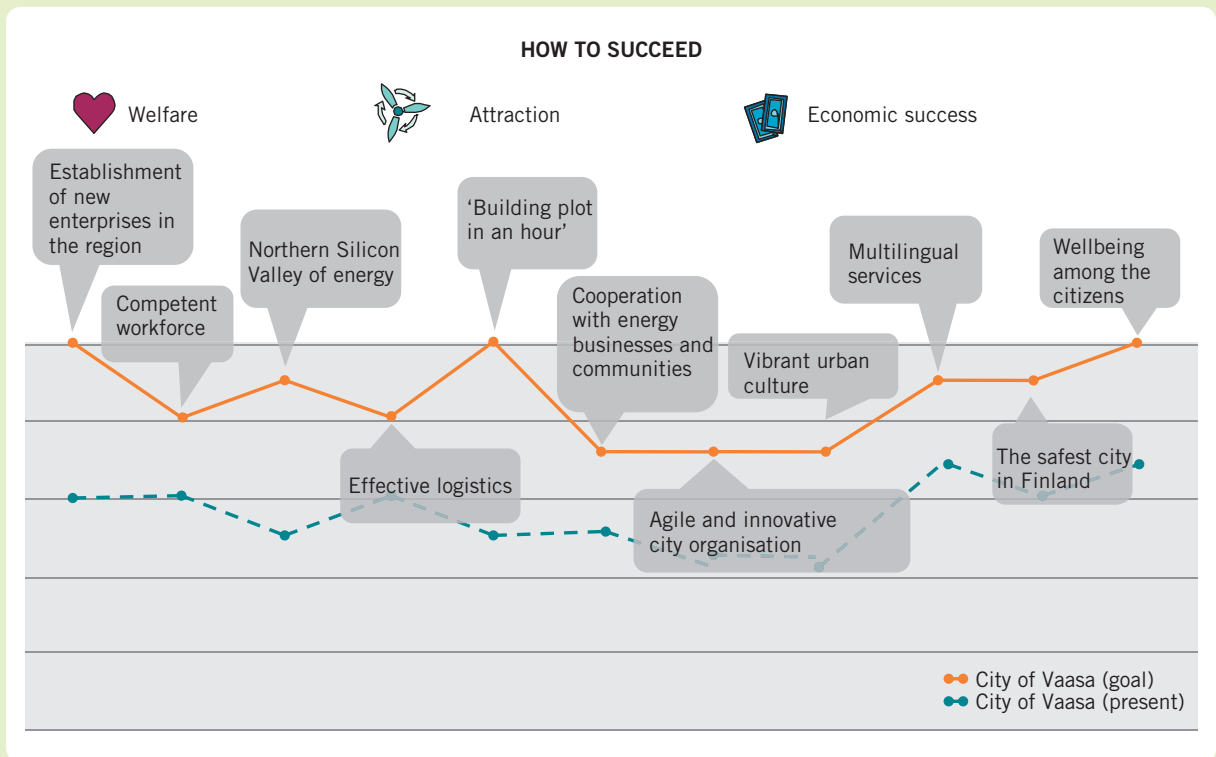 HOW TO SUCCEED
Welfare
Attraction
Economic success
Establishment
of new
enterprises in
the region
Competent
workforce
Northern Silicon
Valley of energy
Effective logistics
‘Building plot
in an hour’
Cooperation
with energy
businesses and
communities
Agile and innovative
city organisation
Vibrant urban
culture
Multilingual
services
The safest city
in Finland
Wellbeing
among the
citizens
City of Vaasa (goal)
City of Vaasa (present)